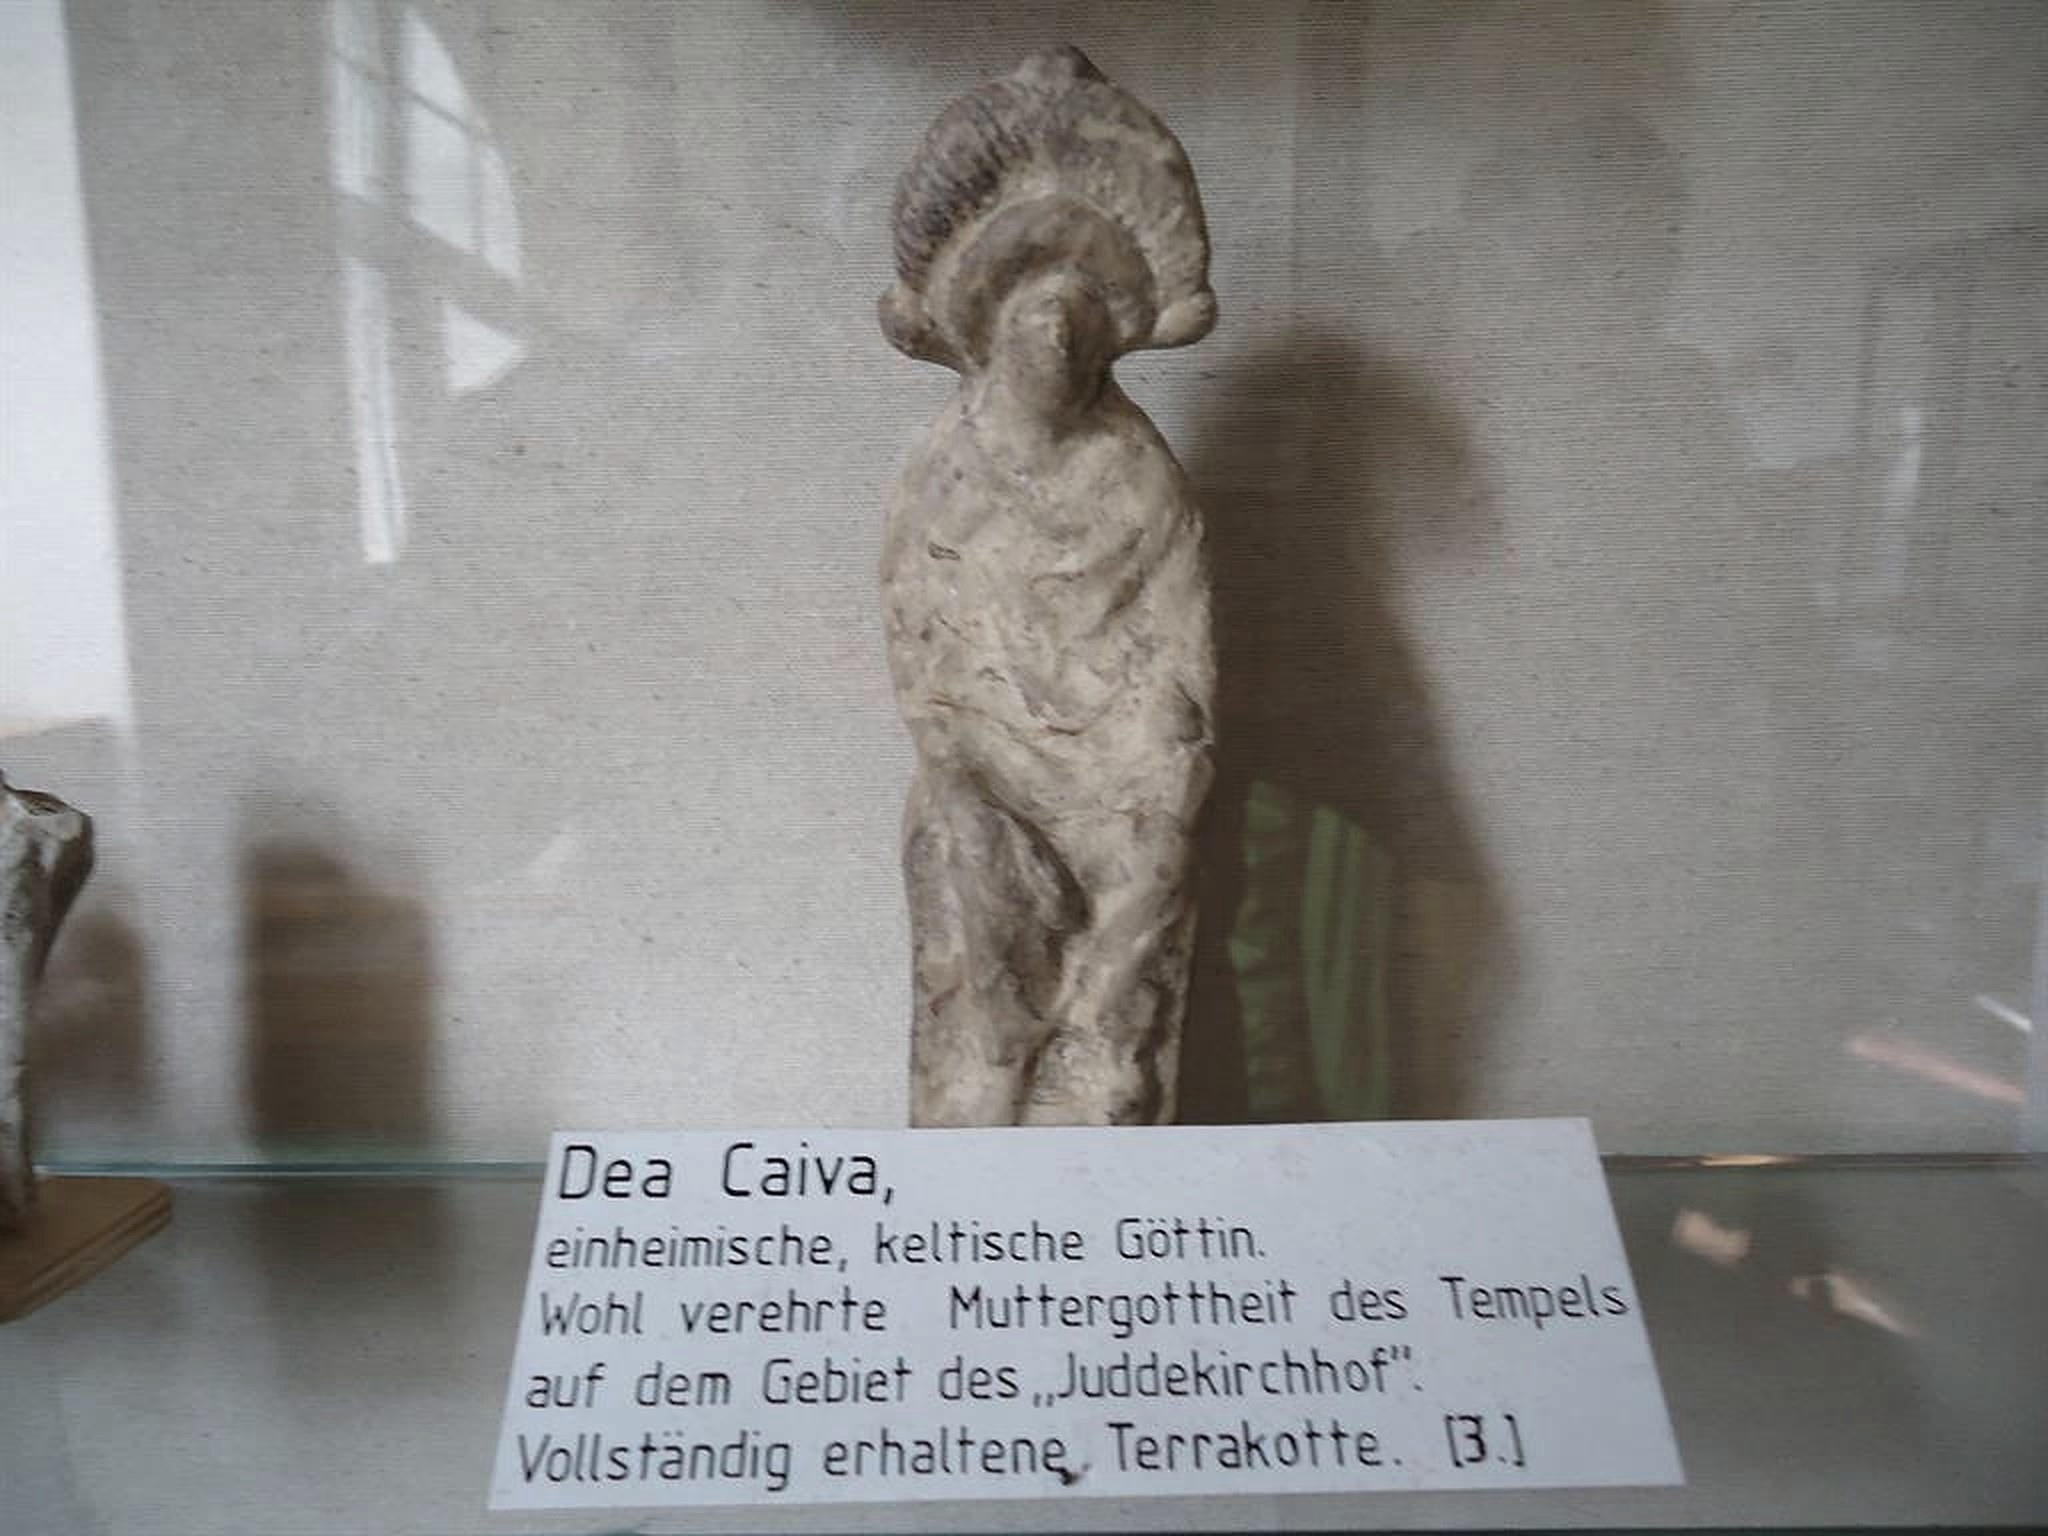 Dea Caiva,
einheimische, keltische Göttin.
Wohl verehrte Muttergottheit des Tempels
auf dem Gebiet des „Juddekirchhof".
Vollständig erhaltene Terrakotte. [3.]